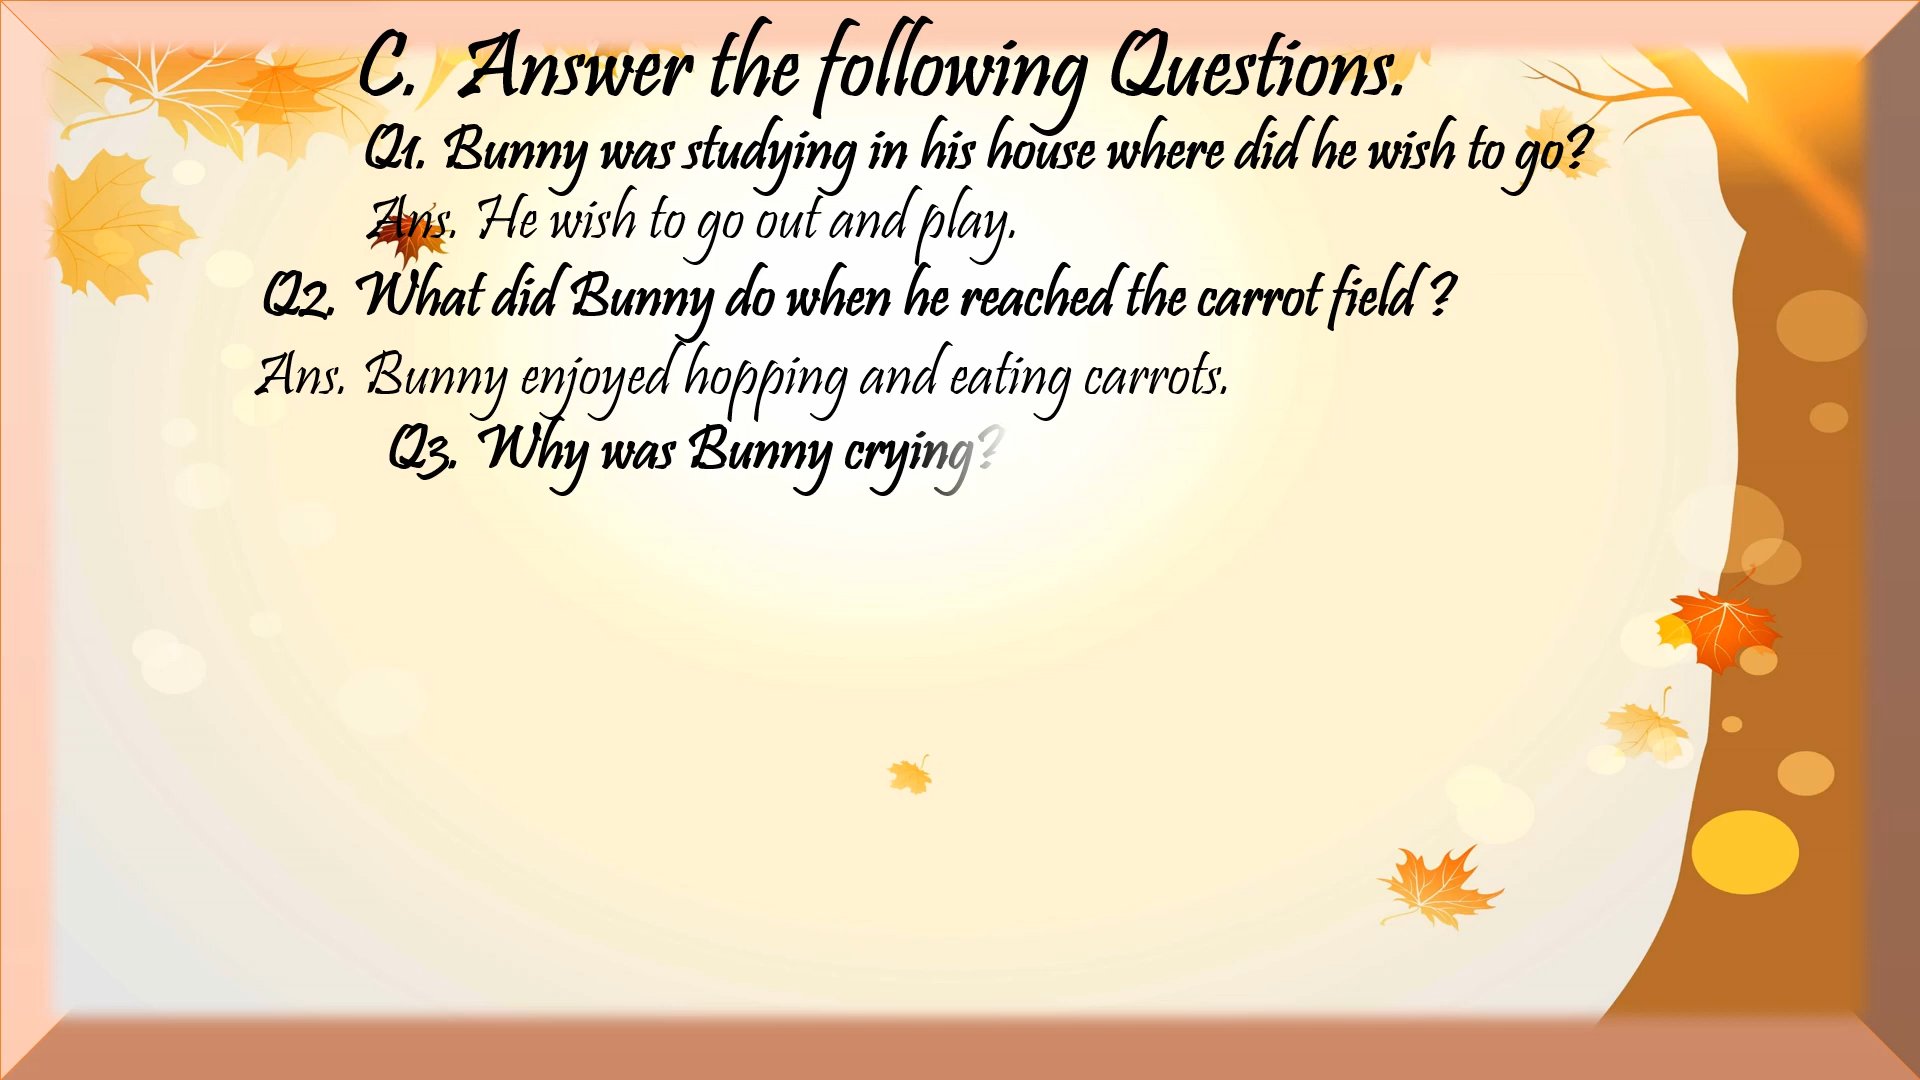 C. Answer the following Questions.
Q1. Bunny was studying in his house where did he wish to go?
Ans. He wish to go out and play.
Q2. What did Bunny do when he reached the carrot field ?
Ans. Bunny enjoyed hopping and eating carrots.
Q3. Why was Bunny crying?